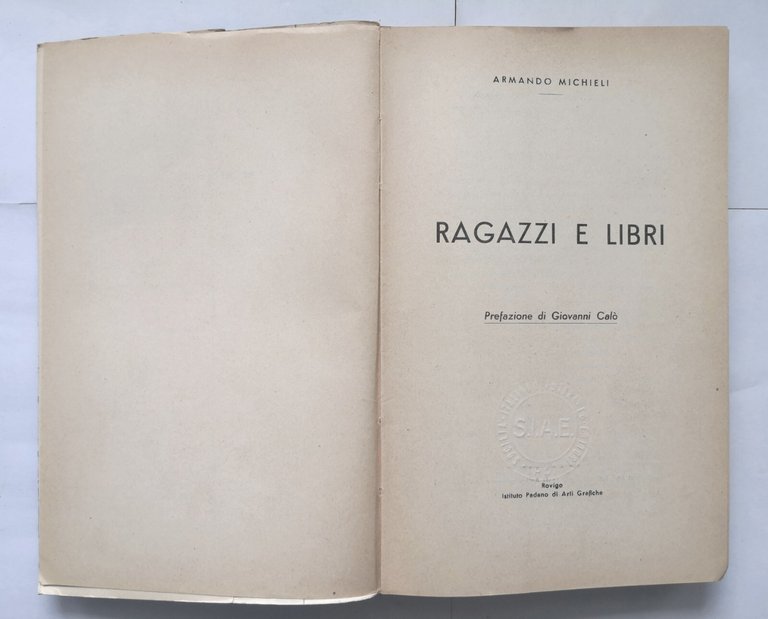 ARMANDO MICHIELI
RAGAZZI E LIBRI
Prefazione di Giovanni Calò
S.I.A.E.
Rovigo
Istituto Padano di Arti Grafiche